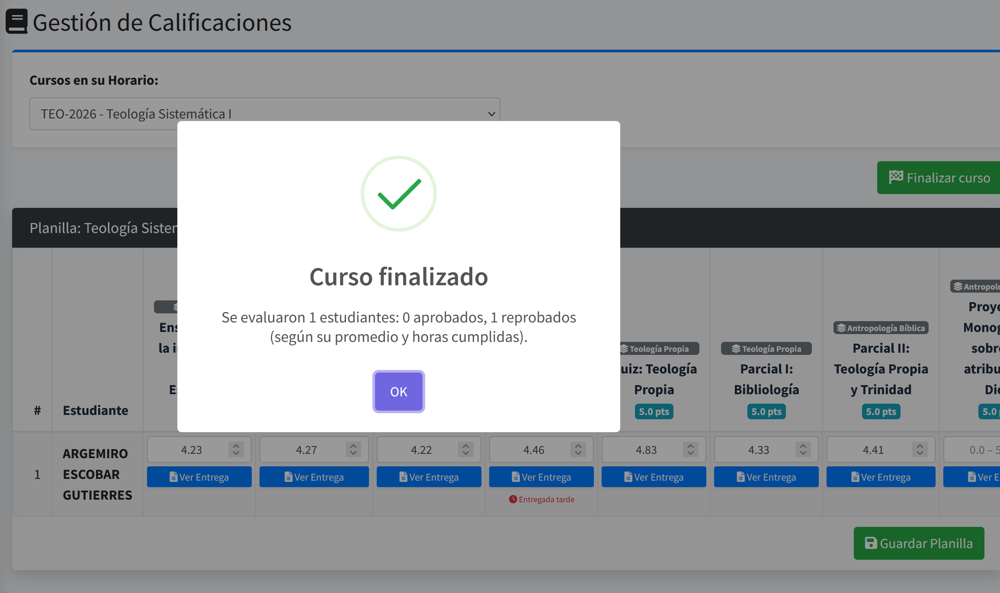 Gestión de Calificaciones
Cursos en su Horario:
TEO-2026 - Teología Sistemática I
Finalizar curso
Planilla: Teología Sister
Curso finalizado
Se evaluaron 1 estudiantes: 0 aprobados, 1 reprobados
(según su promedio y horas cumplidas).
OK
#
Estudiante
Ens
la i
Es
Teología Propia
uiz: Teología
Propia
5.0 pts
Teología Propia
Parcial I:
Bibliología
5.0 pts
Antropología Bíblica
Parcial II:
Teología Propia
y Trinidad
5.0 pts
Antropolo
Proye
Monog
sobre
atribu
Dio
5.0
1
ARGEMIRO
ESCOBAR
GUTIERRES
4.23
Ver Entrega
4.27
Ver Entrega
4.22
Ver Entrega
4.46
Ver Entrega
Entregada tarde
4.83
Ver Entrega
4.33
Ver Entrega
4.41
Ver Entrega
0.0 – 5
Ver E
Guardar Planilla